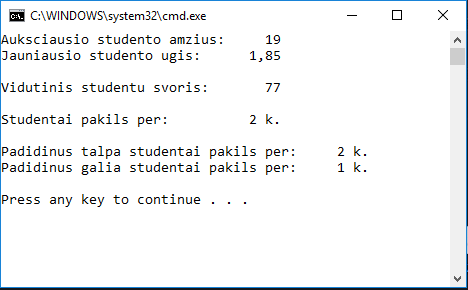 C:\WINDOWS\system32\cmd.exe
Auksciausio studento amzius: 19
Jauniausio studento ugis: 1,85
Vidutinis studentu svoris: 77
Studentai pakils per: 2 k.
Padidinus talpa studentai pakils per: 2 k.
Padidinus galia studentai pakils per: 1 k.
Press any key to continue . . .